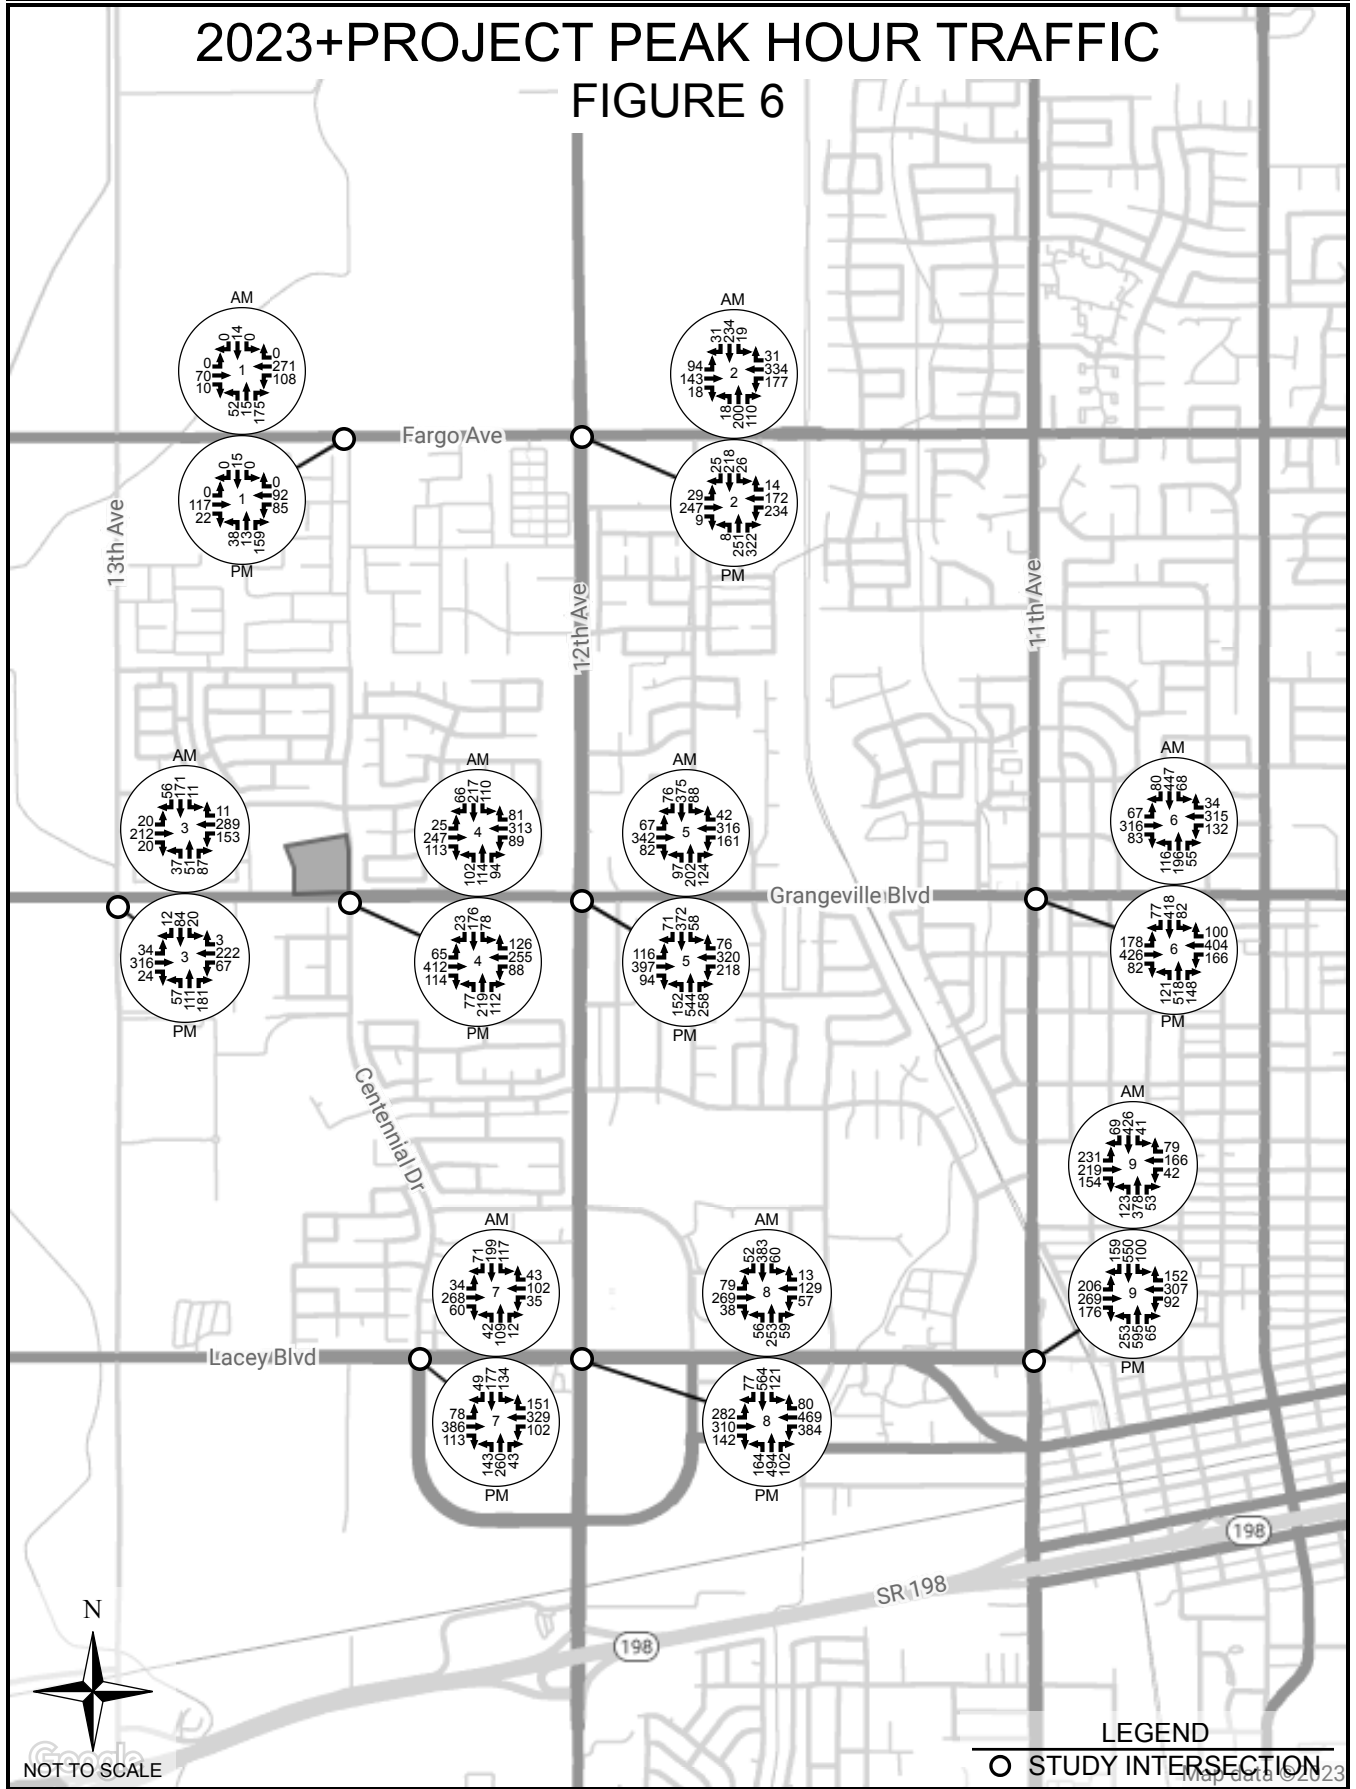 2023+PROJECT PEAK HOUR TRAFFIC
FIGURE 6
AM
0 14 0
0 70 10
1
0 271 108
52 15 175
0 15 0
0 117 22
1
0 92 85
38 13 159
PM
AM
31 234 19
94 143 18
2
31 334 177
18 200 110
25 218 26
29 247 9
2
14 172 234
8 251 322
PM
Fargo Ave
13th Ave
12th Ave
11th Ave
AM
56 171 11
20 212 20
3
11 289 153
37 51 87
12 84 20
34 316 24
3
3 222 67
57 111 181
PM
AM
66 217 110
25 247 113
4
81 313 89
102 114 94
23 176 78
65 412 114
4
126 255 88
77 219 112
PM
AM
76 375 88
67 342 82
5
42 316 161
97 202 124
71 372 58
116 397 94
5
76 320 218
152 544 258
PM
AM
80 447 68
67 316 83
6
34 315 132
116 196 55
77 418 82
178 426 82
6
100 404 166
121 518 148
PM
Grangeville Blvd
Centennial Dr
AM
71 199 117
34 268 60
7
43 102 35
42 109 12
49 177 134
78 386 113
7
151 329 102
143 260 43
PM
AM
52 383 60
79 269 38
8
13 129 57
56 253 59
77 564 121
282 310 142
8
80 469 384
164 494 102
PM
AM
69 426 41
231 219 154
9
79 166 42
123 378 53
159 550 100
206 269 176
9
152 307 92
253 595 65
PM
Lacey Blvd
198
SR 198
198
N
NOT TO SCALE
Google
LEGEND
STUDY INTERSECTION
Map data ©2023